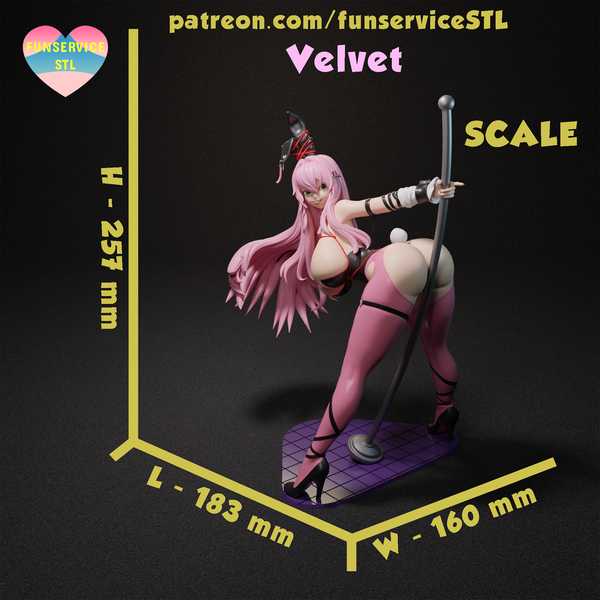 patreon.com/funserviceSTL
FUNSERVICE
STL
Velvet
SCALE
H - 257 mm
L - 183 mm
W - 160 mm